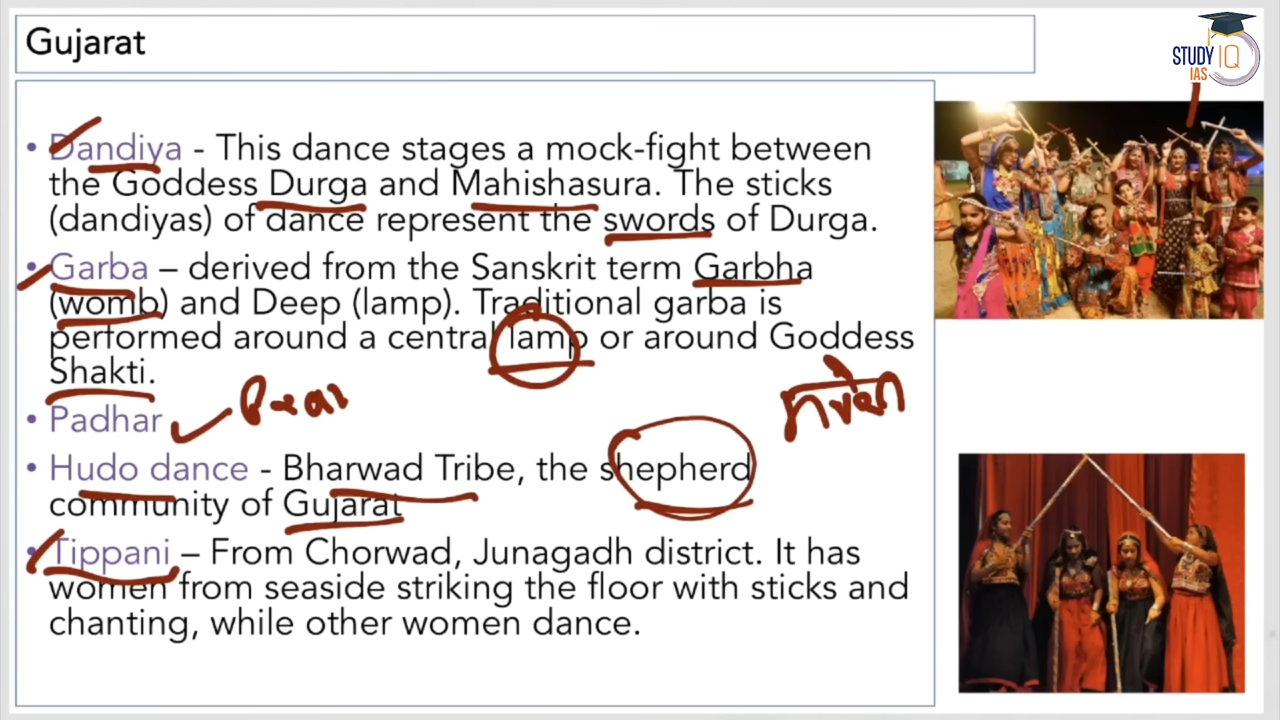 Gujarat
STUDY IQ
IAS
• Dandiya - This dance stages a mock-fight between
the Goddess Durga and Mahishasura. The sticks
(dandiyas) of dance represent the swords of Durga.
• Garba – derived from the Sanskrit term Garbha
(womb) and Deep (lamp). Traditional garba is
performed around a central lamp or around Goddess
Shakti.
• Padhar
• Hudo dance - Bharwad Tribe, the shepherd
community of Gujarat
• Tippani – From Chorwad, Junagadh district. It has
women from seaside striking the floor with sticks and
chanting, while other women dance.